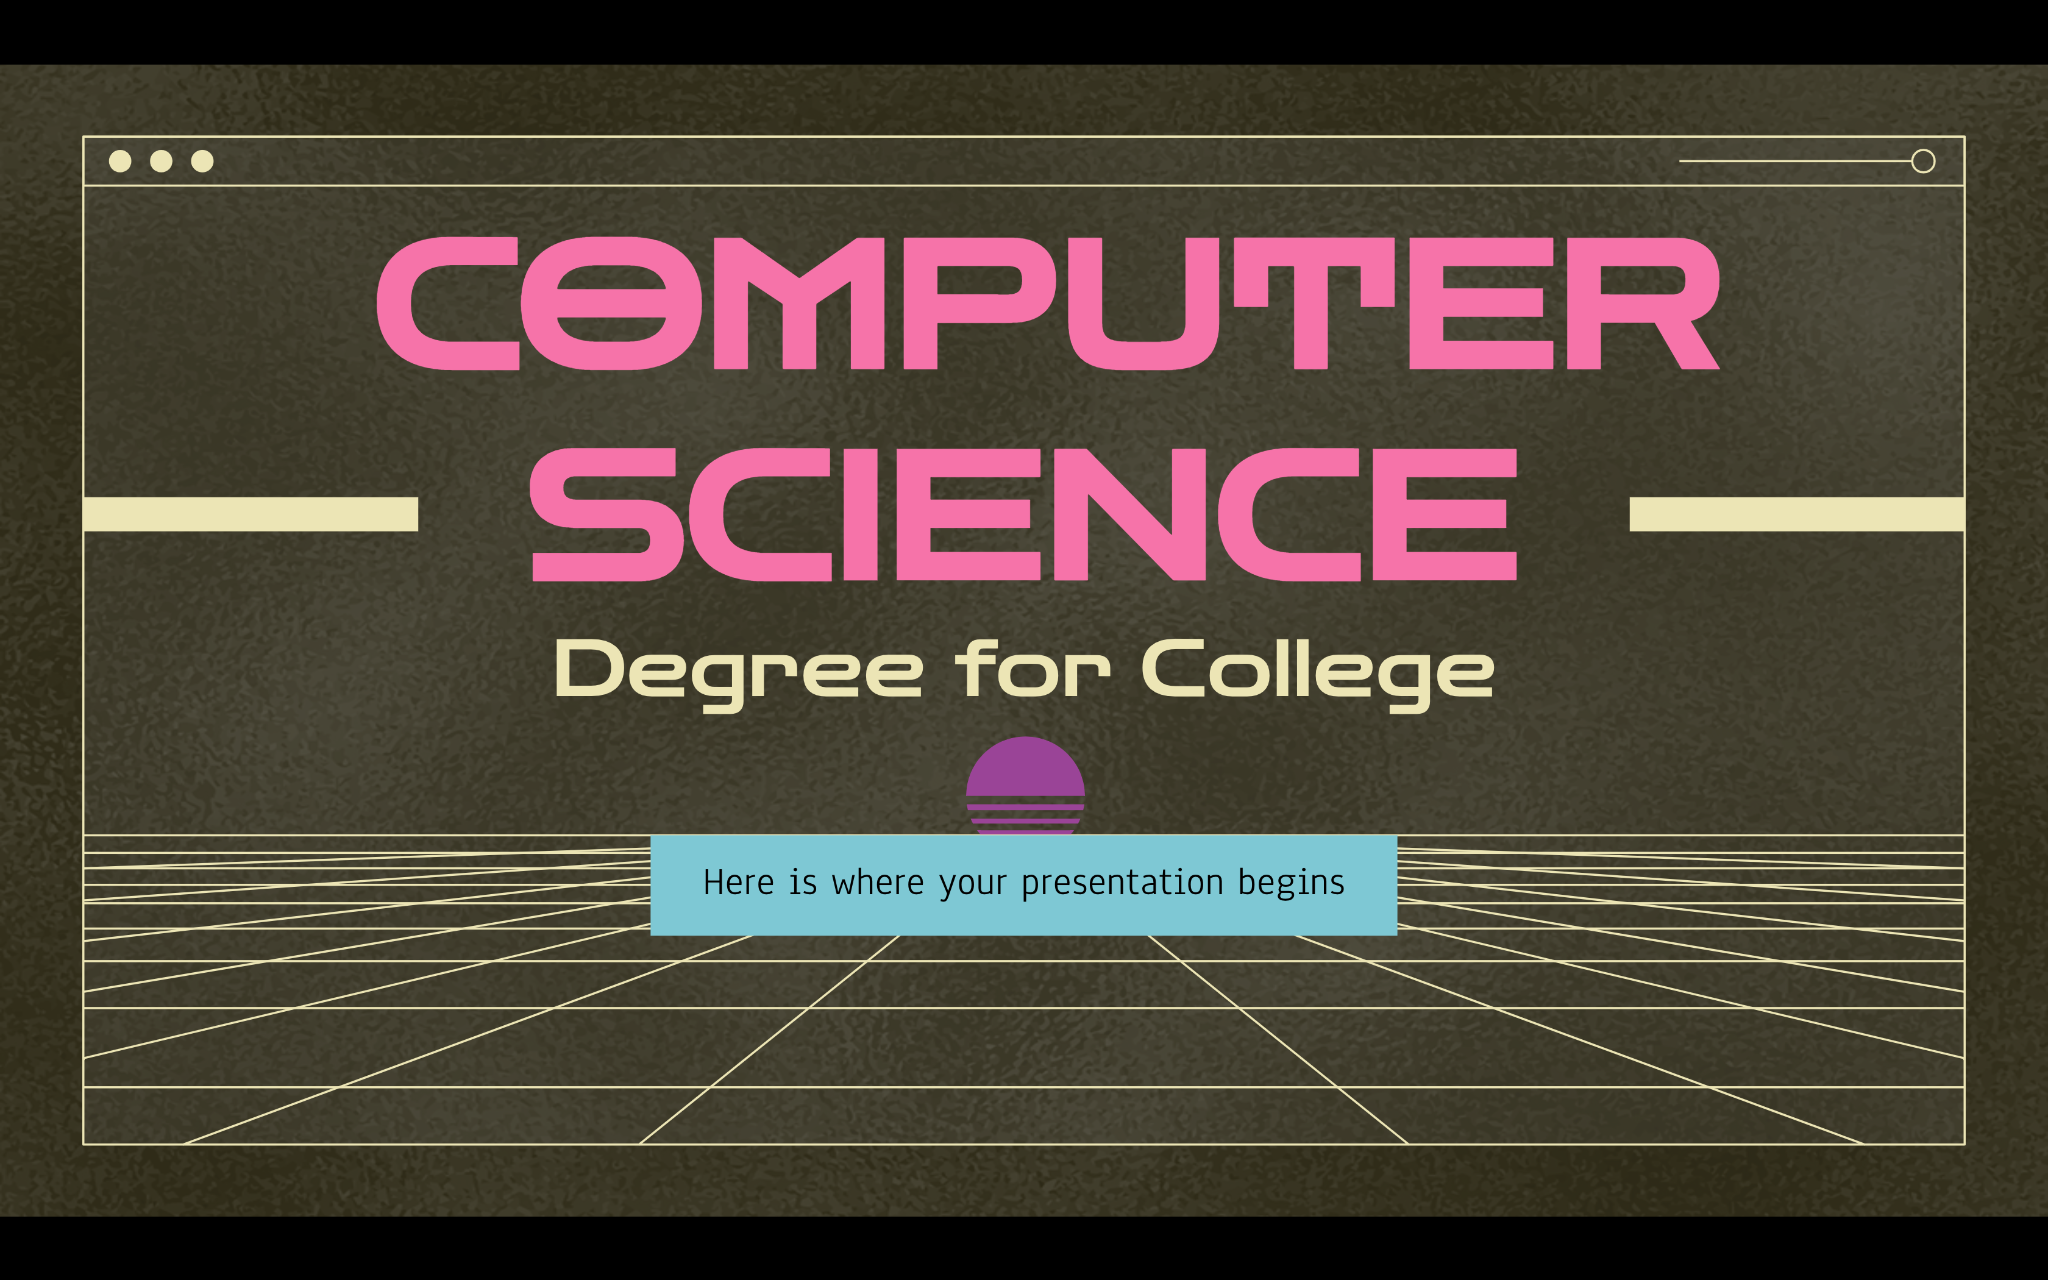 COMPUTER
SCIENCE
Degree for College
Here is where your presentation begins